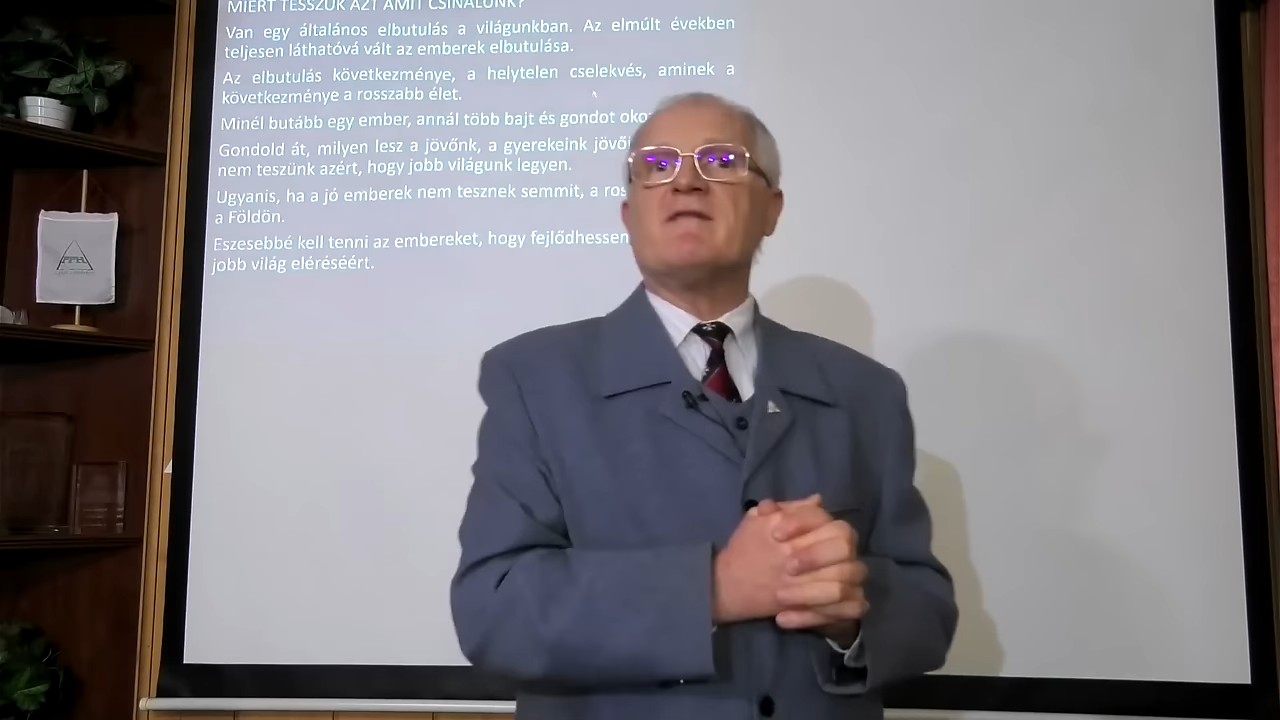 MIÉRT TESSZÜK AZT AMIT CSINÁLUNK?
Van egy általános elbutulás a világunkban. Az elmúlt években
teljesen láthatóvá vált az emberek elbutulása.
Az elbutulás következménye, a helytelen cselekvés, aminek a
következménye a rosszabb élet.
Minél butább egy ember, annál több bajt és gondot
Gondold át, milyen lesz a jövőnk, a gyerekeink
nem teszünk azért, hogy jobb világunk legyen.
Ugyanis, ha a jó emberek nem tesznek semmit, a
a Földön.
Eszesebbé kell tenni az embereket, hogy fejlődhessen
jobb világ eléréséért.